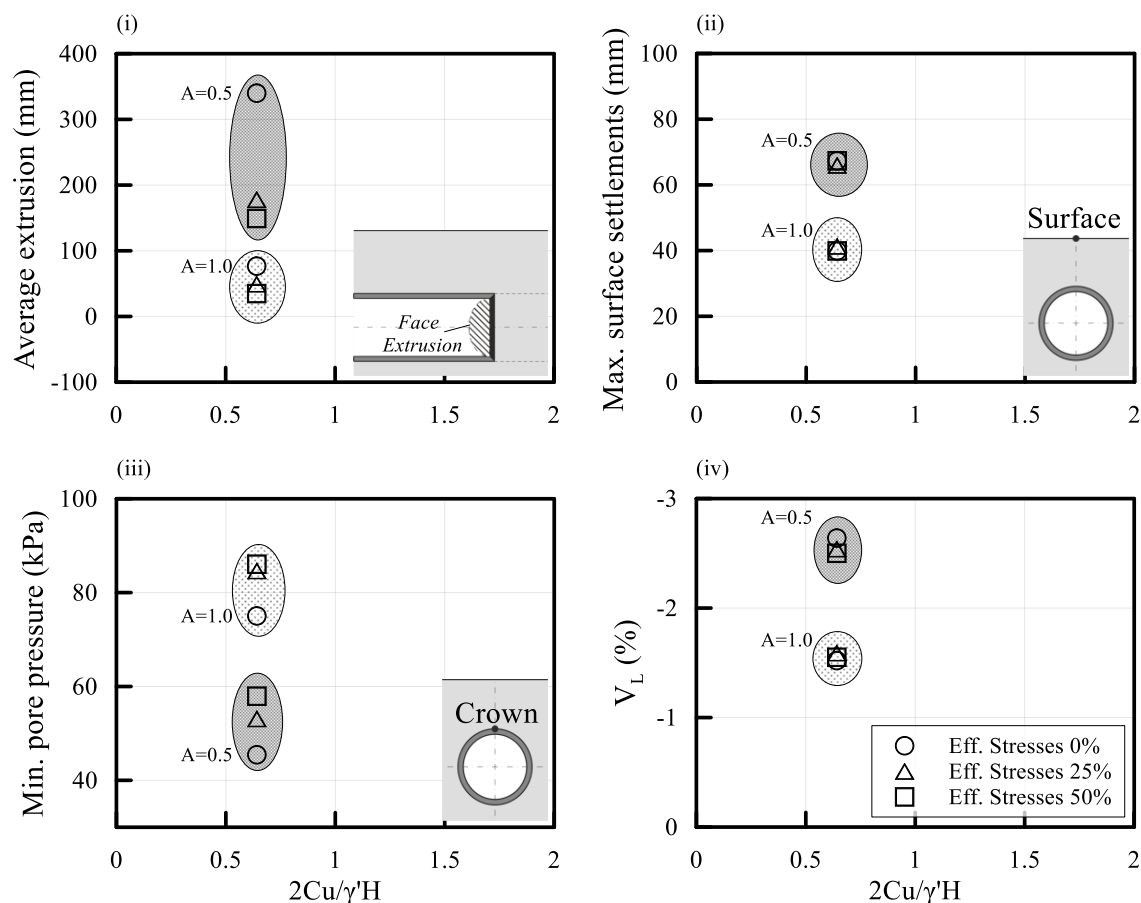 (i)
Average extrusion (mm)
400
300
200
100
0
-100
A=0.5
A=1.0
Face
Extrusion
0
0.5
1
1.5
2
(ii)
Max. surface settlements (mm)
100
80
60
40
20
0
A=0.5
A=1.0
Surface
0
0.5
1
1.5
2
(iii)
Min. pore pressure (kPa)
100
80
60
40
A=1.0
A=0.5
Crown
0
0.5
1
1.5
2
2Cu/γ'H
(iv)
V_L (%)
-3
-2
-1
0
A=0.5
A=1.0
Eff. Stresses 0%
Eff. Stresses 25%
Eff. Stresses 50%
0
0.5
1
1.5
2
2Cu/γ'H